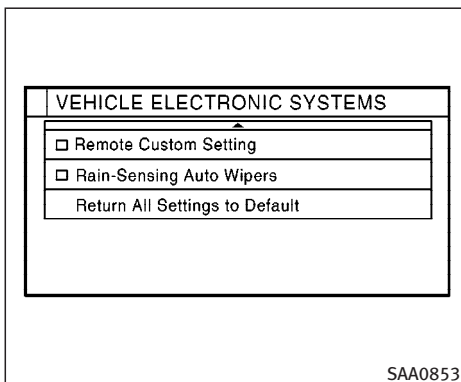 VEHICLE ELECTRONIC SYSTEMS
Remote Custom Setting
Rain-Sensing Auto Wipers
Return All Settings to Default
SAA0853